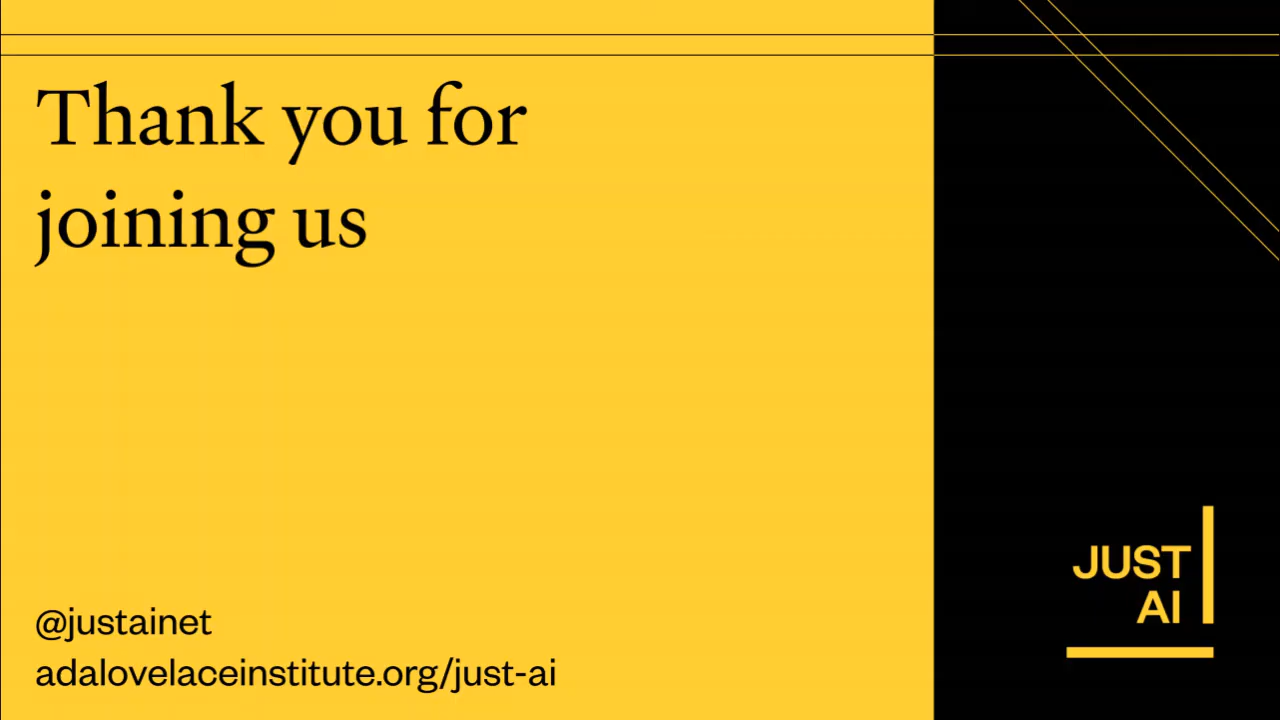 Thank you for
joining us
@justainet
adalovelaceinstitute.org/just-ai
JUST
AI